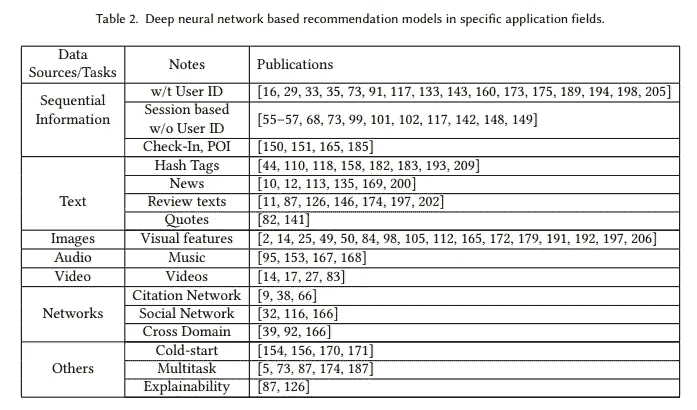 Table 2. Deep neural network based recommendation models in specific application fields.
Data Sources/Tasks Notes Publications
Sequential Information
w/t User ID [16, 29, 33, 35, 73, 91, 117, 133, 143, 160, 173, 175, 189, 194, 198, 205]
Session based w/o User ID [55–57, 68, 73, 99, 101, 102, 117, 142, 148, 149]
Check-In, POI [150, 151, 165, 185]
Text
Hash Tags [44, 110, 118, 158, 182, 183, 193, 209]
News [10, 12, 113, 135, 169, 200]
Review texts [11, 87, 126, 146, 174, 197, 202]
Quotes [82, 141]
Images Visual features [2, 14, 25, 49, 50, 84, 98, 105, 112, 165, 172, 179, 191, 192, 197, 206]
Audio Music [95, 153, 167, 168]
Video Videos [14, 17, 27, 83]
Networks
Citation Network [9, 38, 66]
Social Network [32, 116, 166]
Cross Domain [39, 92, 166]
Others
Cold-start [154, 156, 170, 171]
Multitask [5, 73, 87, 174, 187]
Explainability [87, 126]